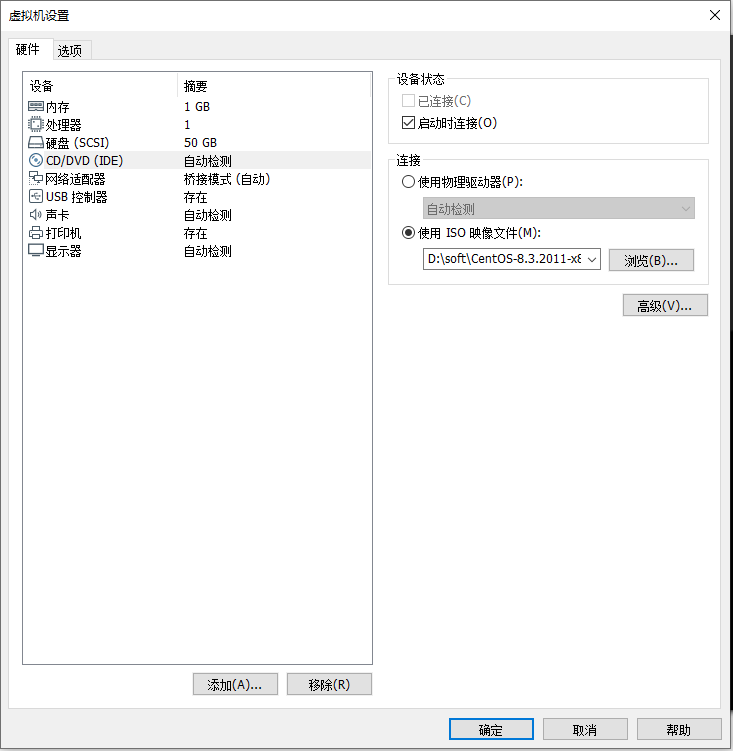 虚拟机设置
硬件 选项
设备 摘要
内存 1 GB
处理器 1
硬盘 (SCSI) 50 GB
CD/DVD (IDE) 自动检测
网络适配器 桥接模式 (自动)
USB 控制器 存在
声卡 自动检测
打印机 存在
显示器 自动检测
添加(A)... 移除(R)
设备状态
已连接(C)
启动时连接(O)
连接
使用物理驱动器(P):
自动检测
使用 ISO 映像文件(M):
D:\soft\CentOS-8.3.2011-x8 浏览(B)...
高级(V)...
确定 取消 帮助